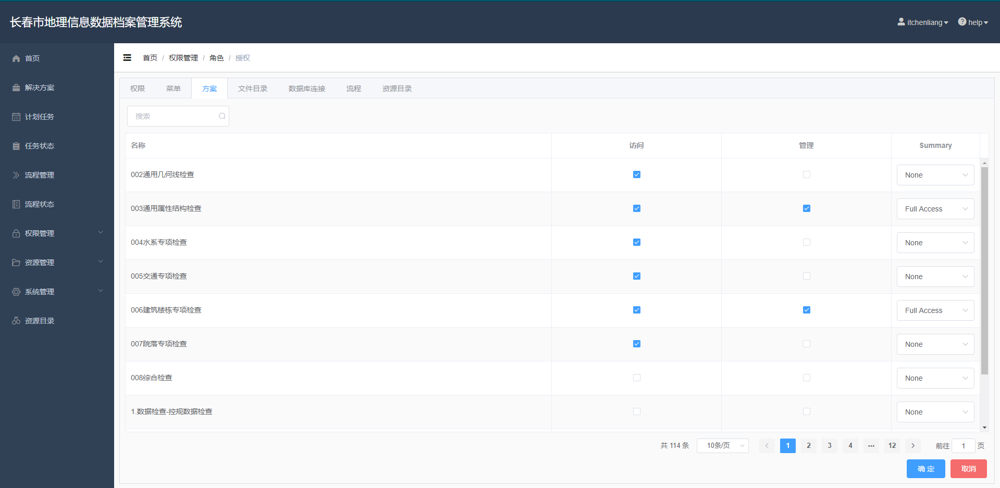 长春市地理信息数据档案管理系统
itchenliang
help
首页
解决方案
计划任务
任务状态
流程管理
流程状态
权限管理
资源管理
系统管理
资源目录
首页 / 权限管理 / 角色 / 授权
权限 菜单 方案 文件目录 数据库连接 流程 资源目录
搜索
名称 访问 管理 Summary
002通用几何线检查 None
003通用属性结构检查 Full Access
004水系专项检查 None
005交通专项检查 None
006建筑楼栋专项检查 Full Access
007院落专项检查 None
008综合检查 None
1.数据检查-控规数据检查 None
共 114 条 10条/页 1 2 3 4 ••• 12 前往 1 页
确 定 取消